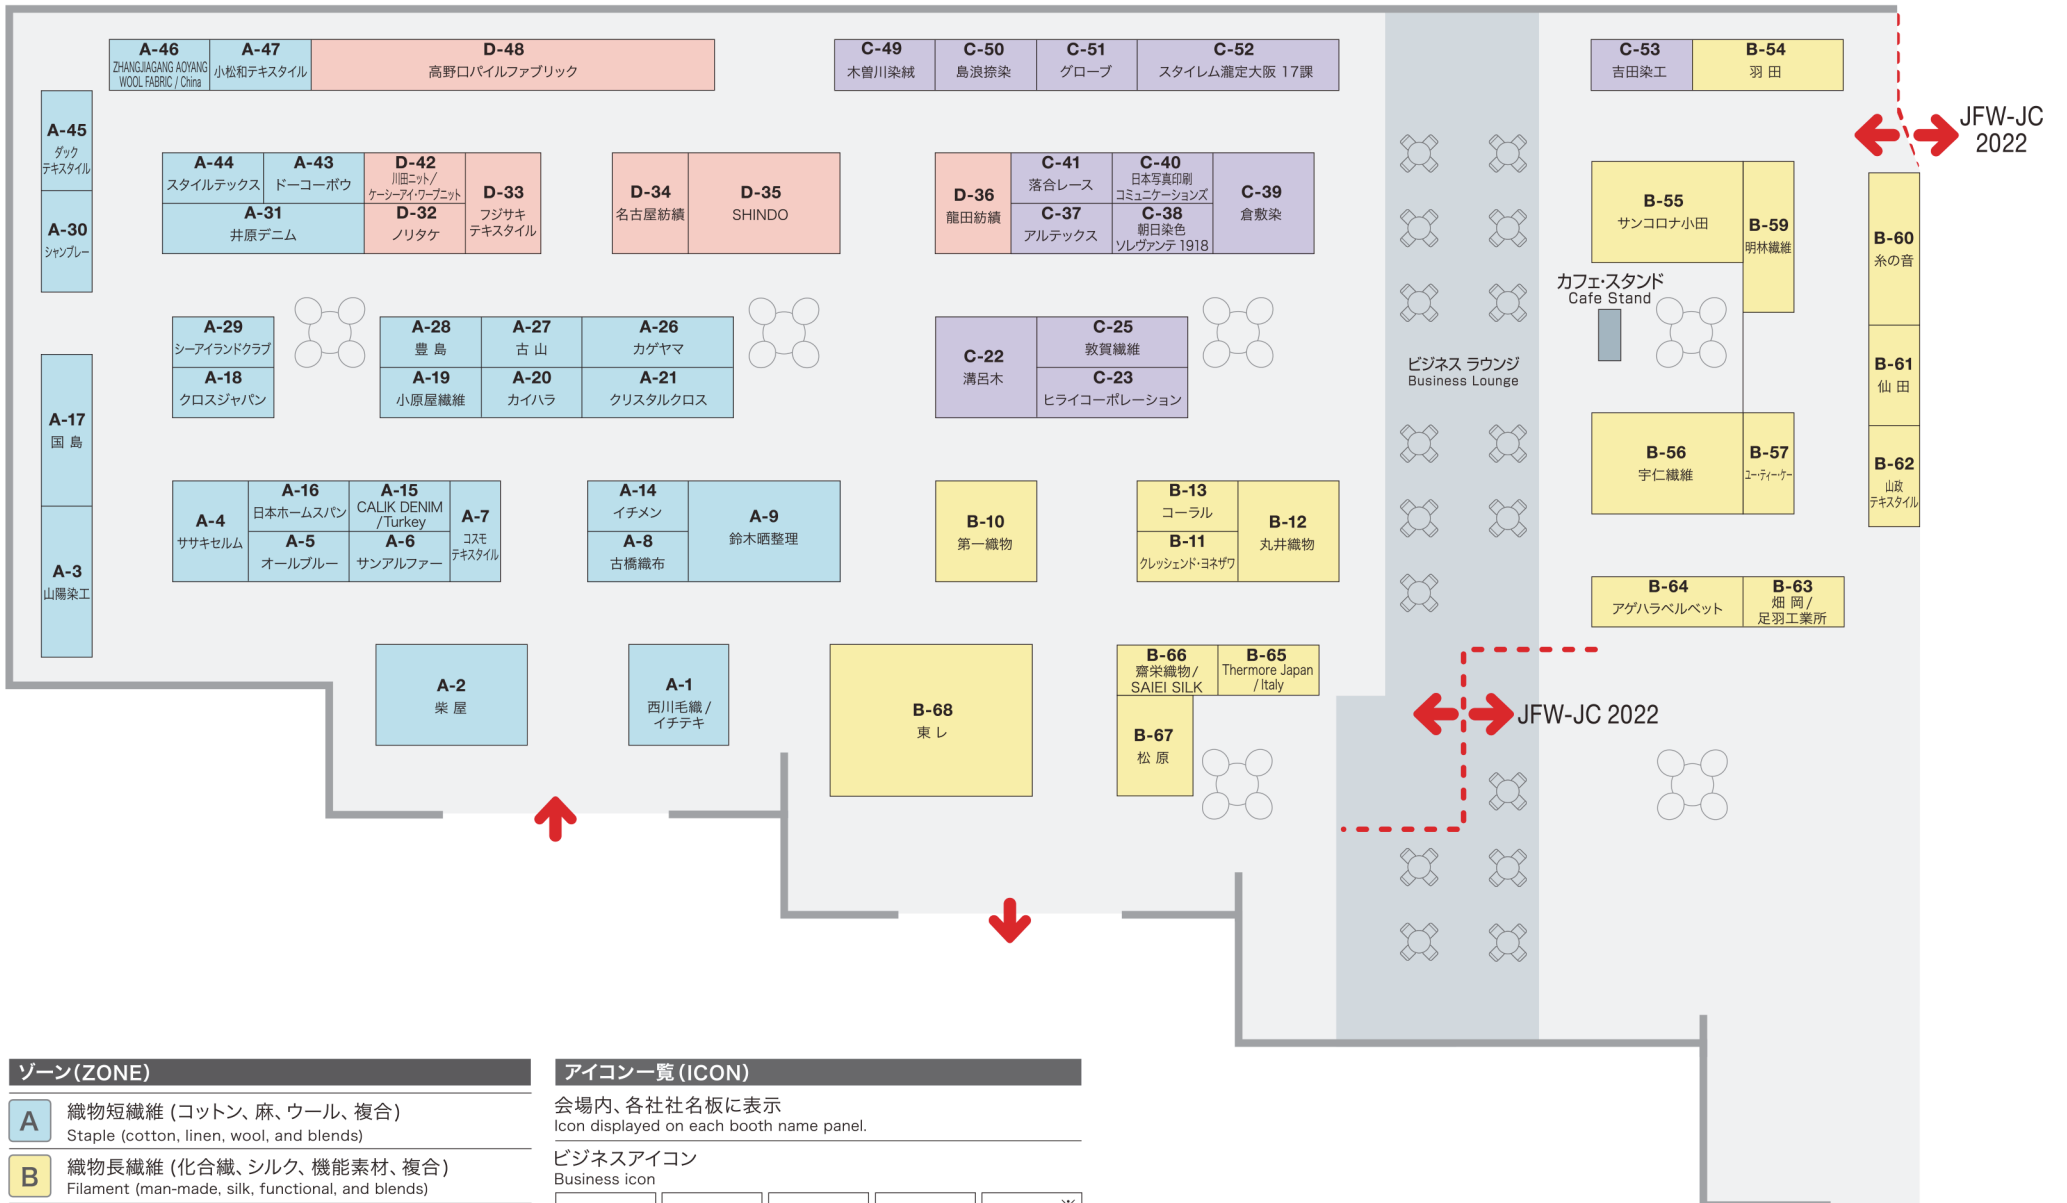 A-46
ZHANGJIAGANG AOYANG
WOOL FABRIC / China
A-47
小松和テキスタイル
D-48
高野口パイルファブリック
C-49
木曽川染絨
C-50
島浪捺染
C-51
グローブ
C-52
スタイレム瀧定大阪 17課
C-53
吉田染工
B-54
羽 田
JFW-JC
2022
A-45
ダック
テキスタイル
A-30
シャンブレー
A-44
スタイルテックス
A-43
ドーコーボウ
D-42
川田ニット/
ケーシーアイ・ワープニット
D-33
フジサキ
テキスタイル
A-31
井原デニム
D-32
ノリタケ
D-34
名古屋紡績
D-35
SHINDO
D-36
龍田紡績
C-41
落合レース
C-40
日本写真印刷
コミュニケーションズ
C-39
倉敷染
C-37
アルテックス
C-38
朝日染色
ソレヴァンテ 1918
B-55
サンコロナ小田
B-59
明林繊維
B-60
糸の音
カフェ・スタンド
Cafe Stand
A-29
シーアイランドクラブ
A-18
クロスジャパン
A-28
豊 島
A-27
古 山
A-26
カゲヤマ
A-19
小原屋繊維
A-20
カイハラ
A-21
クリスタルクロス
C-22
溝呂木
C-25
敦賀繊維
C-23
ヒライコーポレーション
ビジネス ラウンジ
Business Lounge
B-61
仙 田
A-17
国 島
A-3
山陽染工
A-4
ササキセルム
A-16
日本ホームスパン
A-15
CALIK DENIM
/Turkey
A-7
コスモ
テキスタイル
A-5
オールブルー
A-6
サンアルファー
A-14
イチメン
A-8
古橋織布
A-9
鈴木晒整理
B-10
第一織物
B-13
コーラル
B-11
クレッシェンド・ヨネザワ
B-12
丸井織物
B-56
宇仁繊維
B-57
ユー・ティー・ケー
B-62
山政
テキスタイル
B-64
アゲハラベルベット
B-63
畑 岡/
足羽工業所
A-2
柴 屋
A-1
西川毛織/
イチテキ
B-68
東 レ
B-66
齋栄織物/
SAIEI SILK
B-65
Thermore Japan
/Italy
B-67
松 原
JFW-JC 2022
ゾーン(ZONE)
A
織物短繊維 (コットン、麻、ウール、複合)
Staple (cotton, linen, wool, and blends)
B
織物長繊維 (化合繊、シルク、機能素材、複合)
Filament (man-made, silk, functional, and blends)
アイコン一覧(ICON)
会場内、各社社名板に表示
Icon displayed on each booth name panel.
ビジネスアイコン
Business icon
※